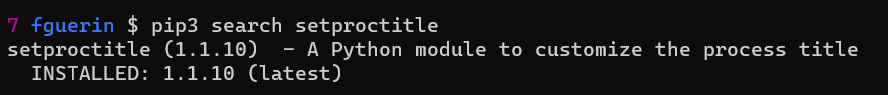 7 fguerin $ pip3 search setproctitle
setproctitle (1.1.10)  - A Python module to customize the process title
  INSTALLED: 1.1.10 (latest)